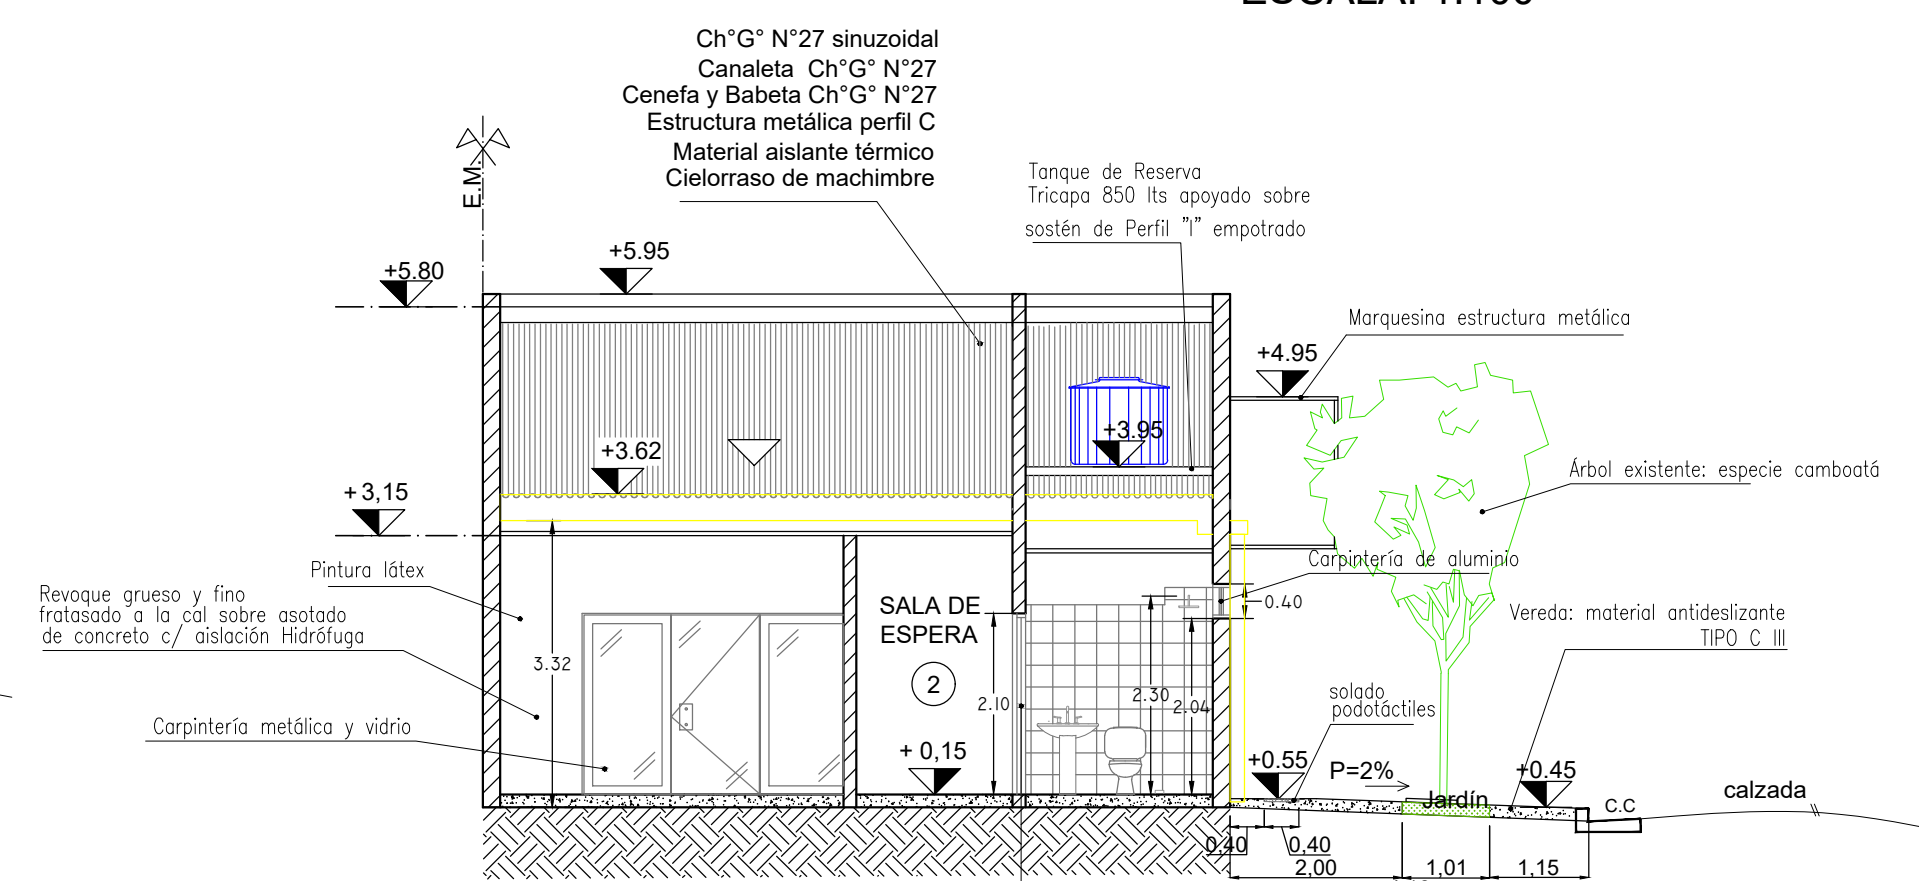 Ch°G° N°27 sinuzoidal
Canaleta Ch°G° N°27
Cenefa y Babeta Ch°G° N°27
Estructura metálica perfil C
Material aislante térmico
Cielorraso de machimbre
E.M.
Tanque de Reserva
Tricapa 850 lts apoyado sobre
sostén de Perfil "I" empotrado
+5.95
+5.80
Marquesina estructura metálica
+4.95
+3.62
+3.95
Árbol existente: especie camboatá
+3,15
Carpintería de aluminio
Pintura látex
Revoque grueso y fino
fratasado a la cal sobre asotado
de concreto c/ aislación Hidrófuga
SALA DE
ESPERA
2
0.40
Vereda: material antideslizante
TIPO C III
3.32
2.10
2.30
2.04
solado
podotáctiles
Carpintería metálica y vidrio
+ 0,15
+0.55
P=2%
+0.45
Jardín
C.C
calzada
0,40
0,40
2,00
1,01
1,15